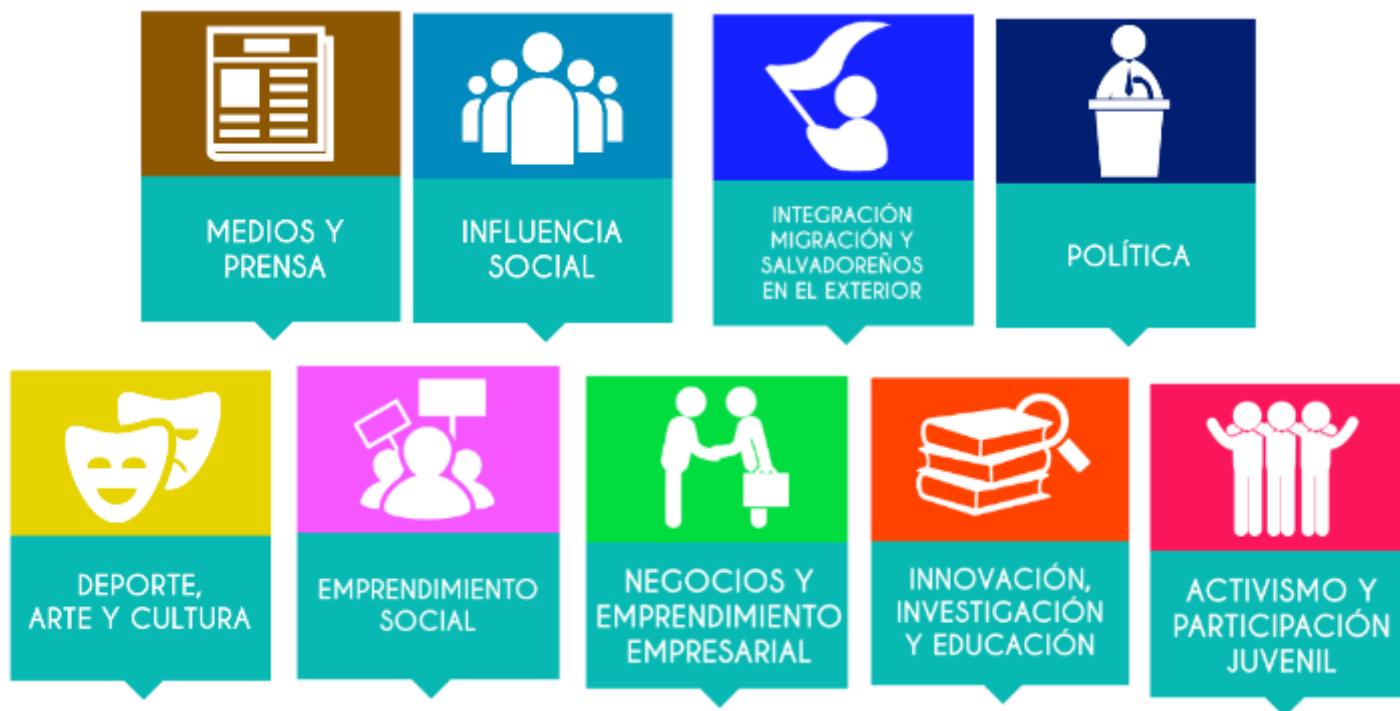 MEDIOS Y
PRENSA
INFLUENCIA
SOCIAL
INTEGRACIÓN
MIGRACIÓN Y
SALVADOREÑOS
EN EL EXTERIOR
POLÍTICA
DEPORTE,
ARTE Y CULTURA
EMPRENDIMIENTO
SOCIAL
NEGOCIOS Y
EMPRENDIMIENTO
EMPRESARIAL
INNOVACIÓN,
INVESTIGACIÓN
Y EDUCACIÓN
ACTIVISMO Y
PARTICIPACIÓN
JUVENIL